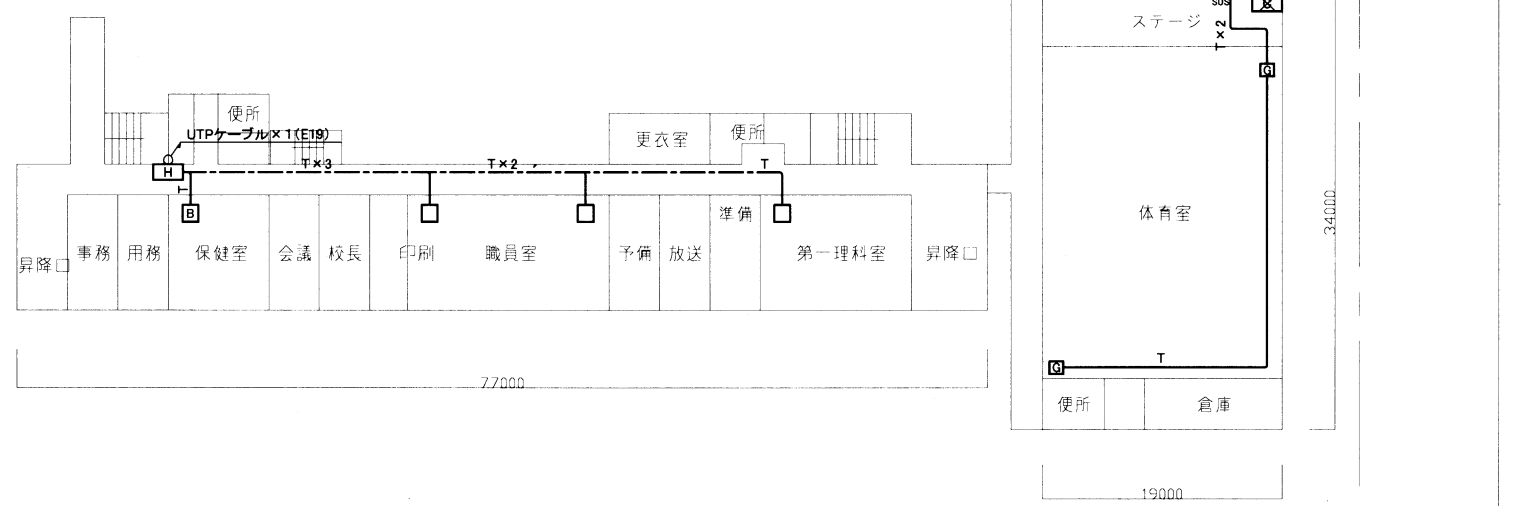 SUS
ステージ
T×2
G
便所
UTPケーブル×1(E19)
更衣室
便所
H
T×3
T×2
T
T
B
準備
体育室
34000
昇降口
事務
用務
保健室
会議
校長
印刷
職員室
予備
放送
第一理科室
昇降口
T
G
77000
便所
倉庫
19000